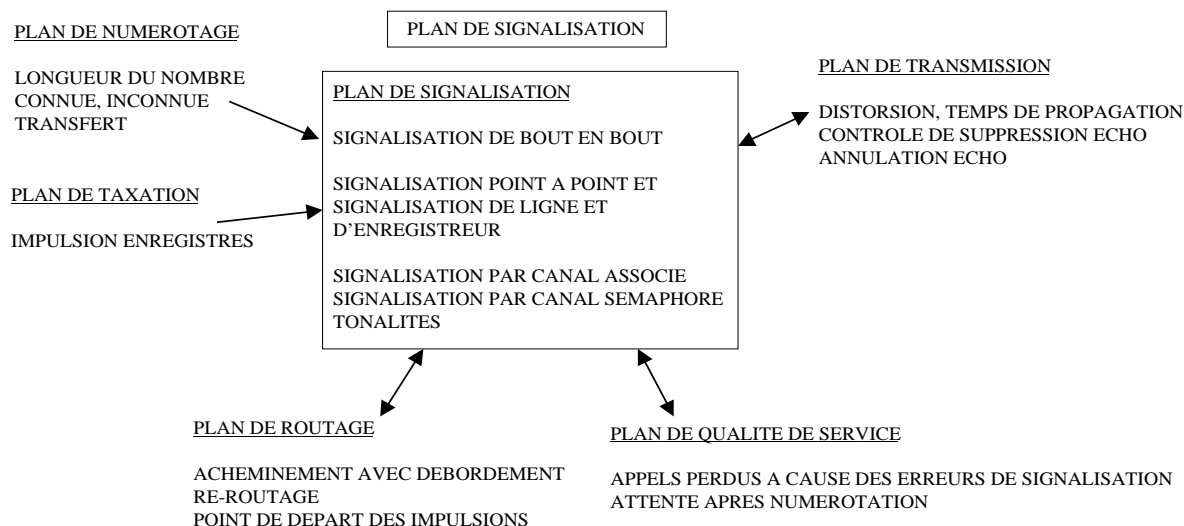 PLAN DE SIGNALISATION
PLAN DE NUMEROTAGE
LONGUEUR DU NOMBRE
CONNUE, INCONNUE
TRANSFERT
PLAN DE TAXATION
IMPULSION ENREGISTRES
PLAN DE SIGNALISATION
SIGNALISATION DE BOUT EN BOUT
SIGNALISATION POINT A POINT ET
SIGNALISATION DE LIGNE ET
D'ENREGISTREUR
SIGNALISATION PAR CANAL ASSOCIE
SIGNALISATION PAR CANAL SEMAPHORE
TONALITES
PLAN DE TRANSMISSION
DISTORSION, TEMPS DE PROPAGATION
CONTROLE DE SUPPRESSION ECHO
ANNULATION ECHO
PLAN DE ROUTAGE
ACHEMINEMENT AVEC DEBORDEMENT
RE-ROUTAGE
POINT DE DEPART DES IMPULSIONS
PLAN DE QUALITE DE SERVICE
APPELS PERDUS A CAUSE DES ERREURS DE SIGNALISATION
ATTENTE APRES NUMEROTATION